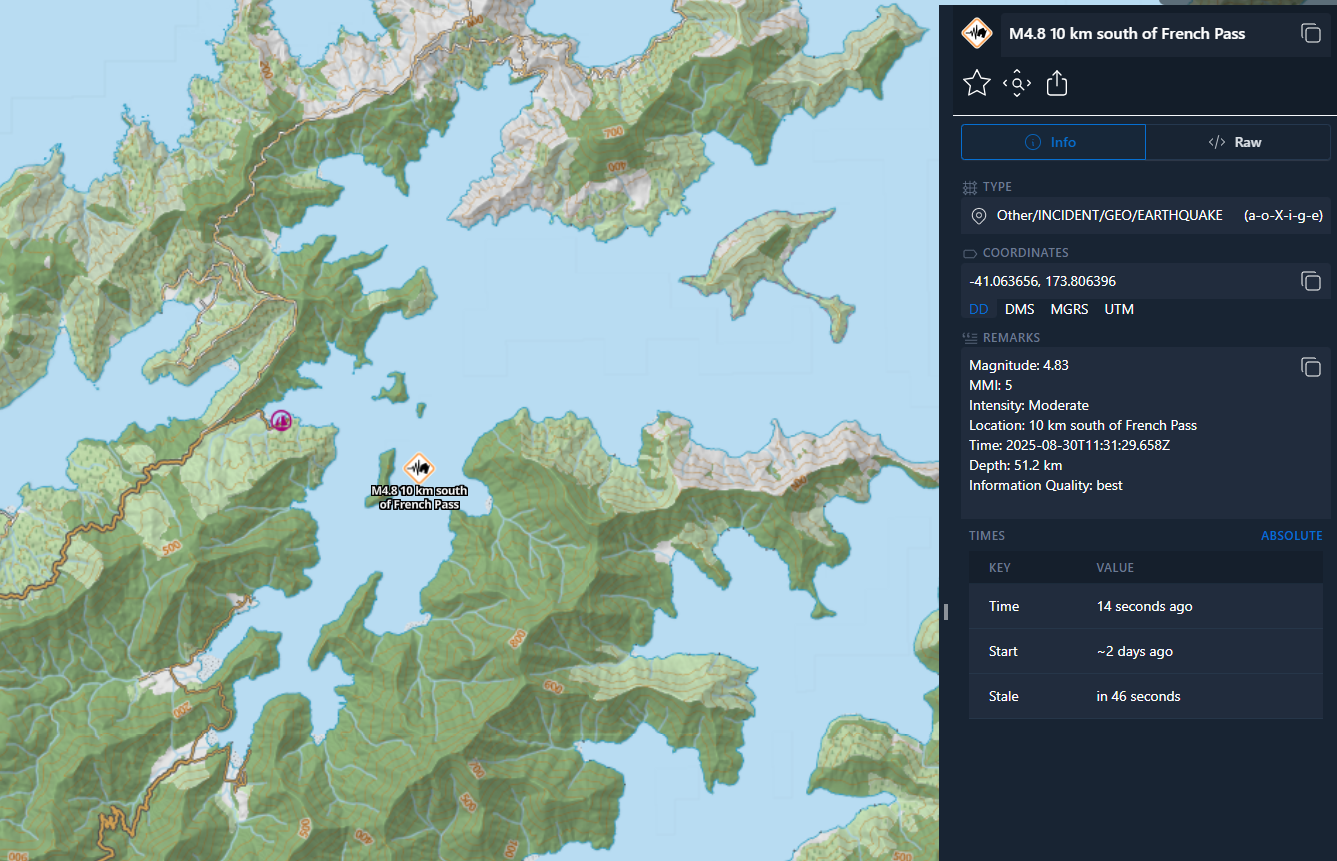 M4.8 10 km south of French Pass
Info
Raw
TYPE
Other/INCIDENT/GEO/EARTHQUAKE (a-o-X-i-g-e)
COORDINATES
-41.063656, 173.806396
DD DMS MGRS UTM
REMARKS
Magnitude: 4.83
MMI: 5
Intensity: Moderate
Location: 10 km south of French Pass
Time: 2025-08-30T11:31:29.658Z
Depth: 51.2 km
Information Quality: best
TIMES ABSOLUTE
KEY VALUE
Time 14 seconds ago
Start ~2 days ago
Stale in 46 seconds
700
400
M4.8 10 km south
of French Pass
500
800
600
200
700
500